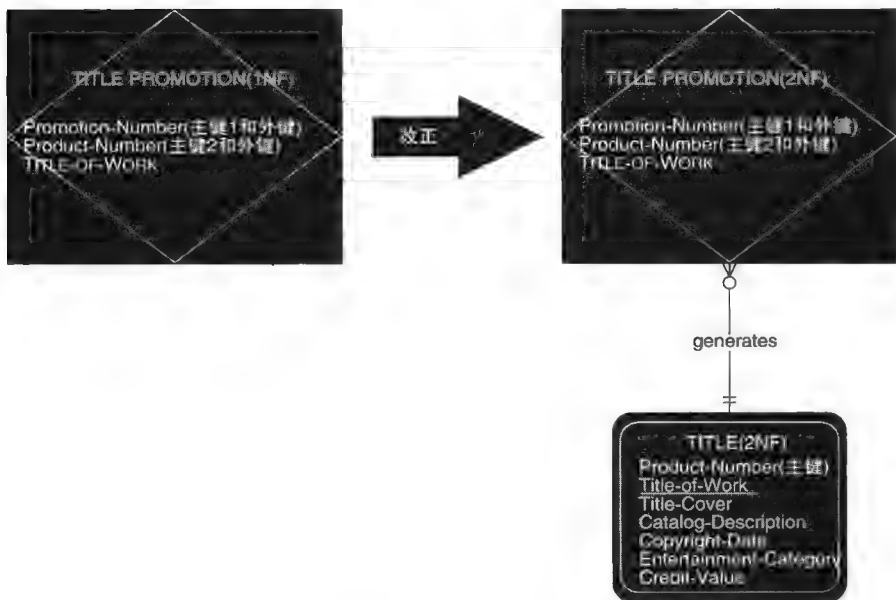 TITLE PROMOTION(1NF)
Promotion-Number(主键1和外键)
Product-Number(主键2和外键)
TITLE-OF-WORK
改正
TITLE PROMOTION(2NF)
Promotion-Number(主键1和外键)
Product-Number(主键2和外键)
TITLE-OF-WORK
generates
TITLE(2NF)
Product-Number(主键)
Title-of-Work
Title-Cover
Catalog-Description
Copyright-Date
Entertainment-Category
Credit-Value